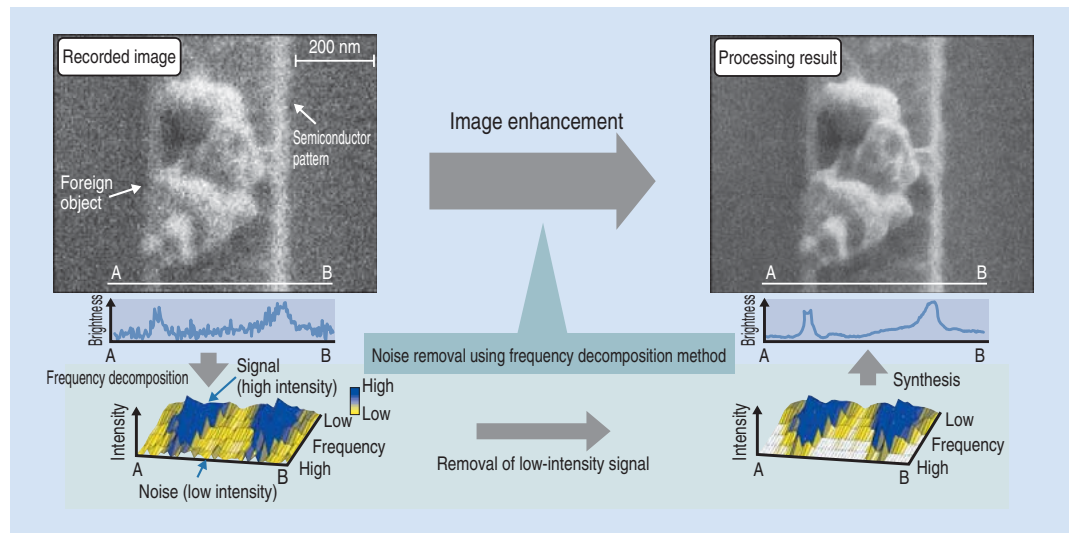 Recorded image
200 nm
Semiconductor
pattern
Foreign
object
A
B
Image enhancement
Processing result
A
B
Brightness
A
B
Noise removal using frequency decomposition method
Brightness
A
B
Frequency decomposition
Signal
(high intensity)
High
Low
Intensity
Low
Frequency
High
A
B
Noise (low intensity)
Removal of low-intensity signal
Synthesis
Intensity
Low
Frequency
High
A
B